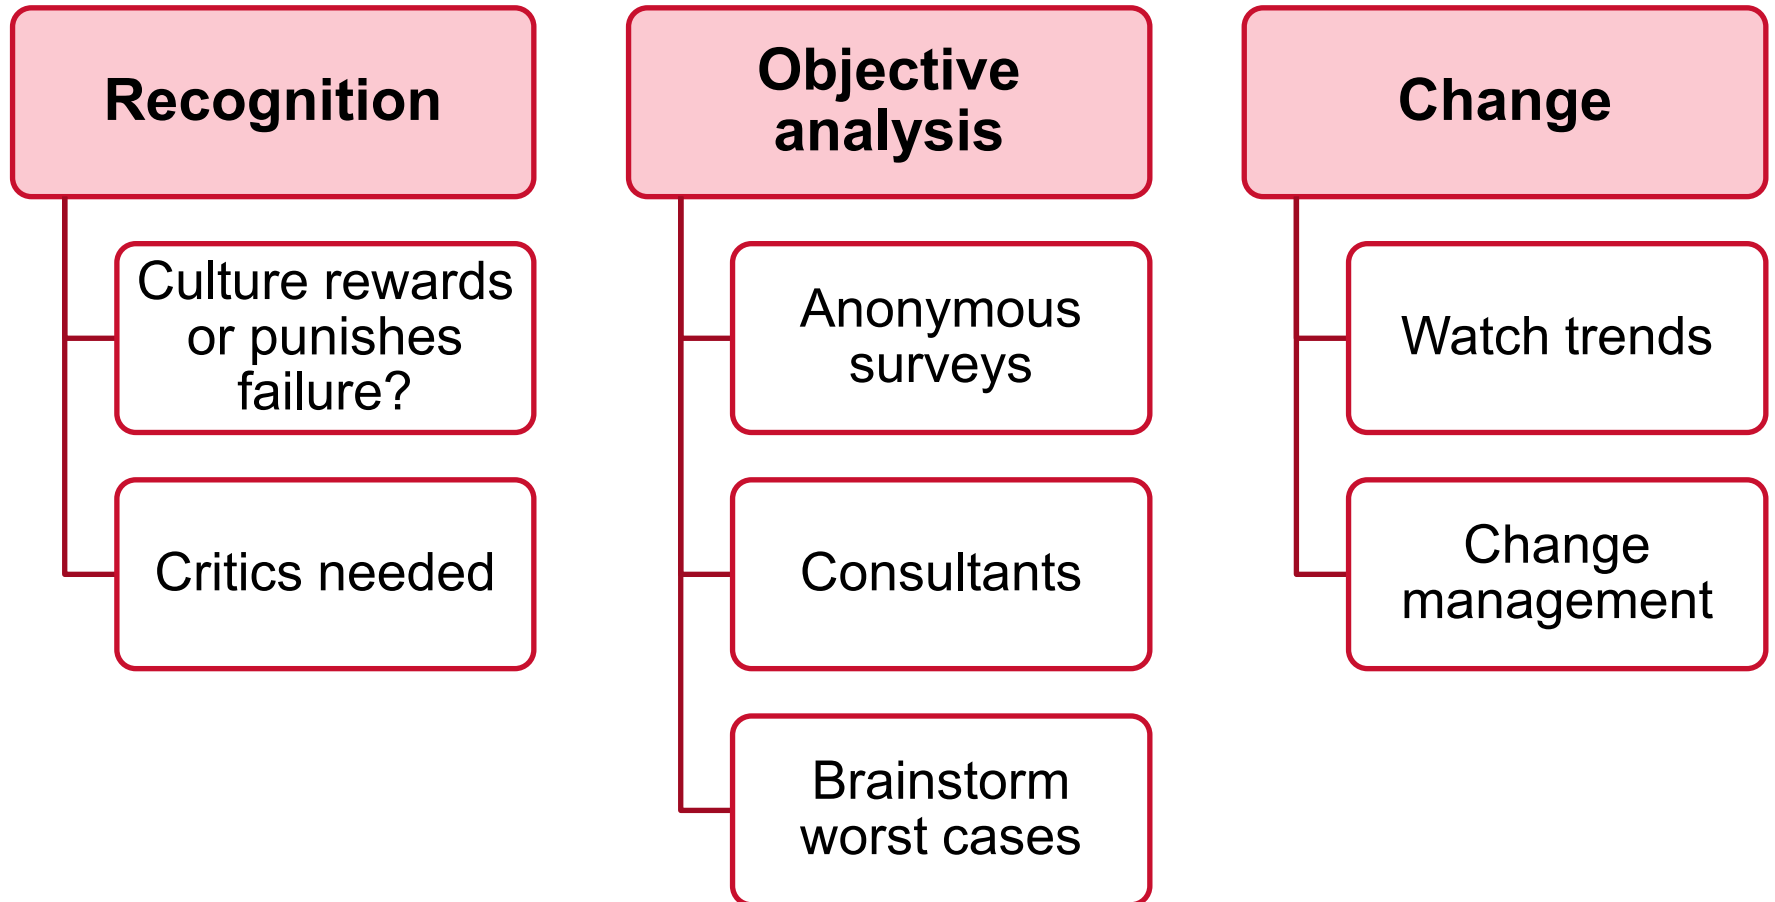 Recognition
Culture rewards
or punishes
failure?
Critics needed
Objective
analysis
Anonymous
surveys
Consultants
Brainstorm
worst cases
Change
Watch trends
Change
management